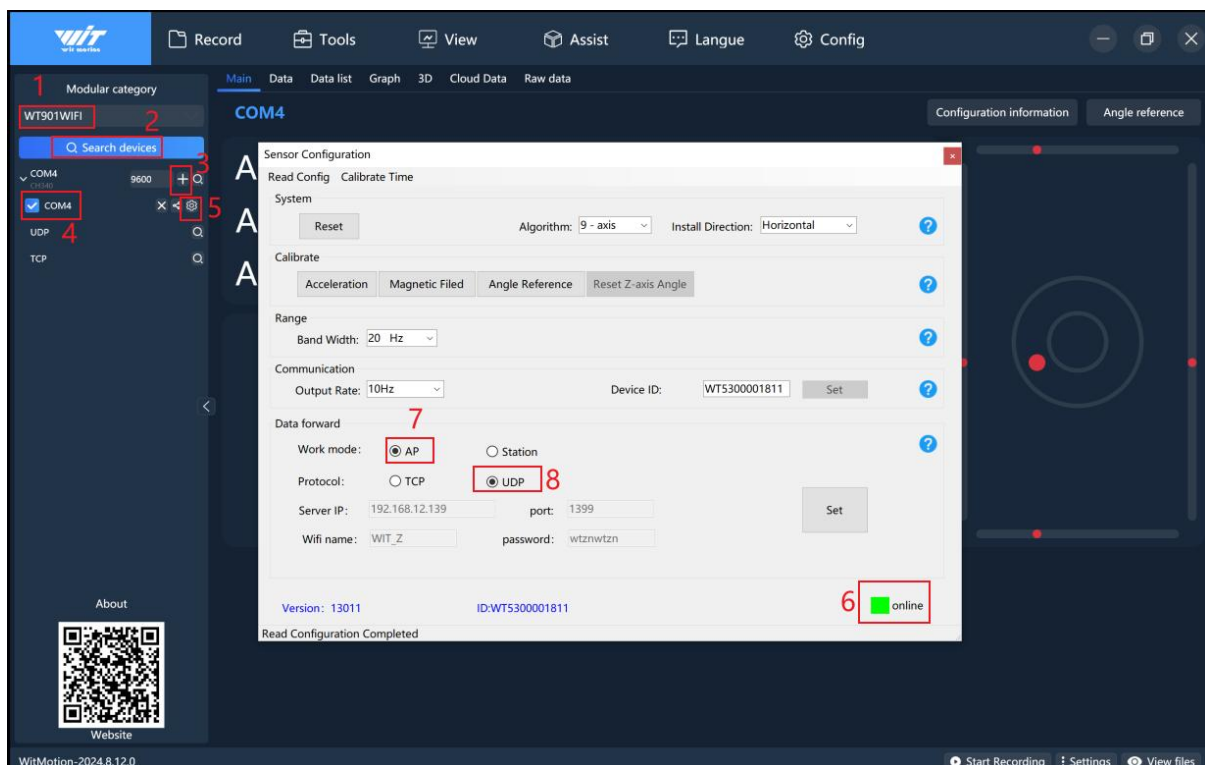 WiT
wit motion
Record
Tools
View
Assist
Langue
Config
1
Modular category
WT901WIFI
2
Search devices
3
COM4
CH340
9600
COM4
4
5
UDP
TCP
About
Website
WitMotion-2024.8.12.0
Main Data Data list Graph 3D Cloud Data Raw data
COM4
Configuration information
Angle reference
A
A
A
Sensor Configuration
Read Config Calibrate Time
System
Reset
Algorithm: 9 - axis
Install Direction: Horizontal
Calibrate
Acceleration
Magnetic Filed
Angle Reference
Reset Z-axis Angle
Range
Band Width: 20 Hz
Communication
Output Rate: 10Hz
Device ID: WT5300001811
Set
Data forward
7
Work mode: AP Station
Protocol: TCP UDP
8
Server IP: 192.168.12.139 port: 1399
Set
Wifi name: WIT_Z password: wtznwtzn
Version: 13011
ID:WT5300001811
6
online
Read Configuration Completed
Start Recording
Settings
View files